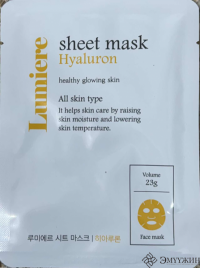 Lumiere
sheet mask
Hyaluron
healthy glowing skin
All skin type
It helps skin care by raising
skin moisture and lowering
skin temperature.
Volume
23g
Face mask
루미에르 시트 마스크 | 히아루론
ЭМҮҮЖИН